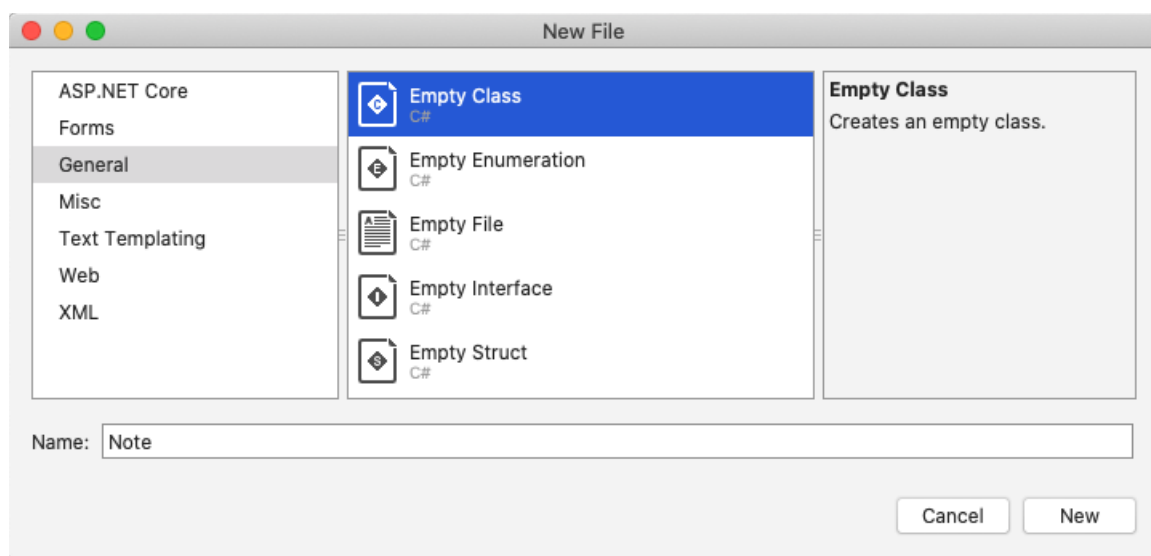 New File
ASP.NET Core
Forms
General
Misc
Text Templating
Web
XML
Empty Class
C#
Empty Enumeration
C#
Empty File
C#
Empty Interface
C#
Empty Struct
C#
Empty Class
Creates an empty class.
Name: Note
Cancel New